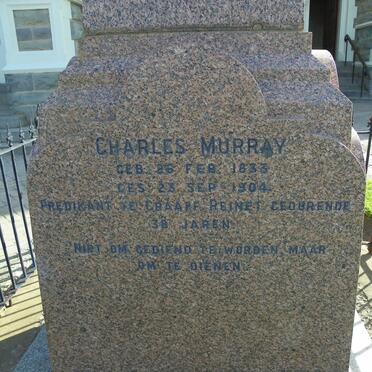 CHARLES MURRAY
GEB. 26 FEB. 1833
GES. 23 SEP. 1904.
PREDIKANT TE GRAAFF REINET GEDURENDE
38 JAREN.
"NIET OM GEDIEND TE WORDEN, MAAR
OM TE DIENEN."